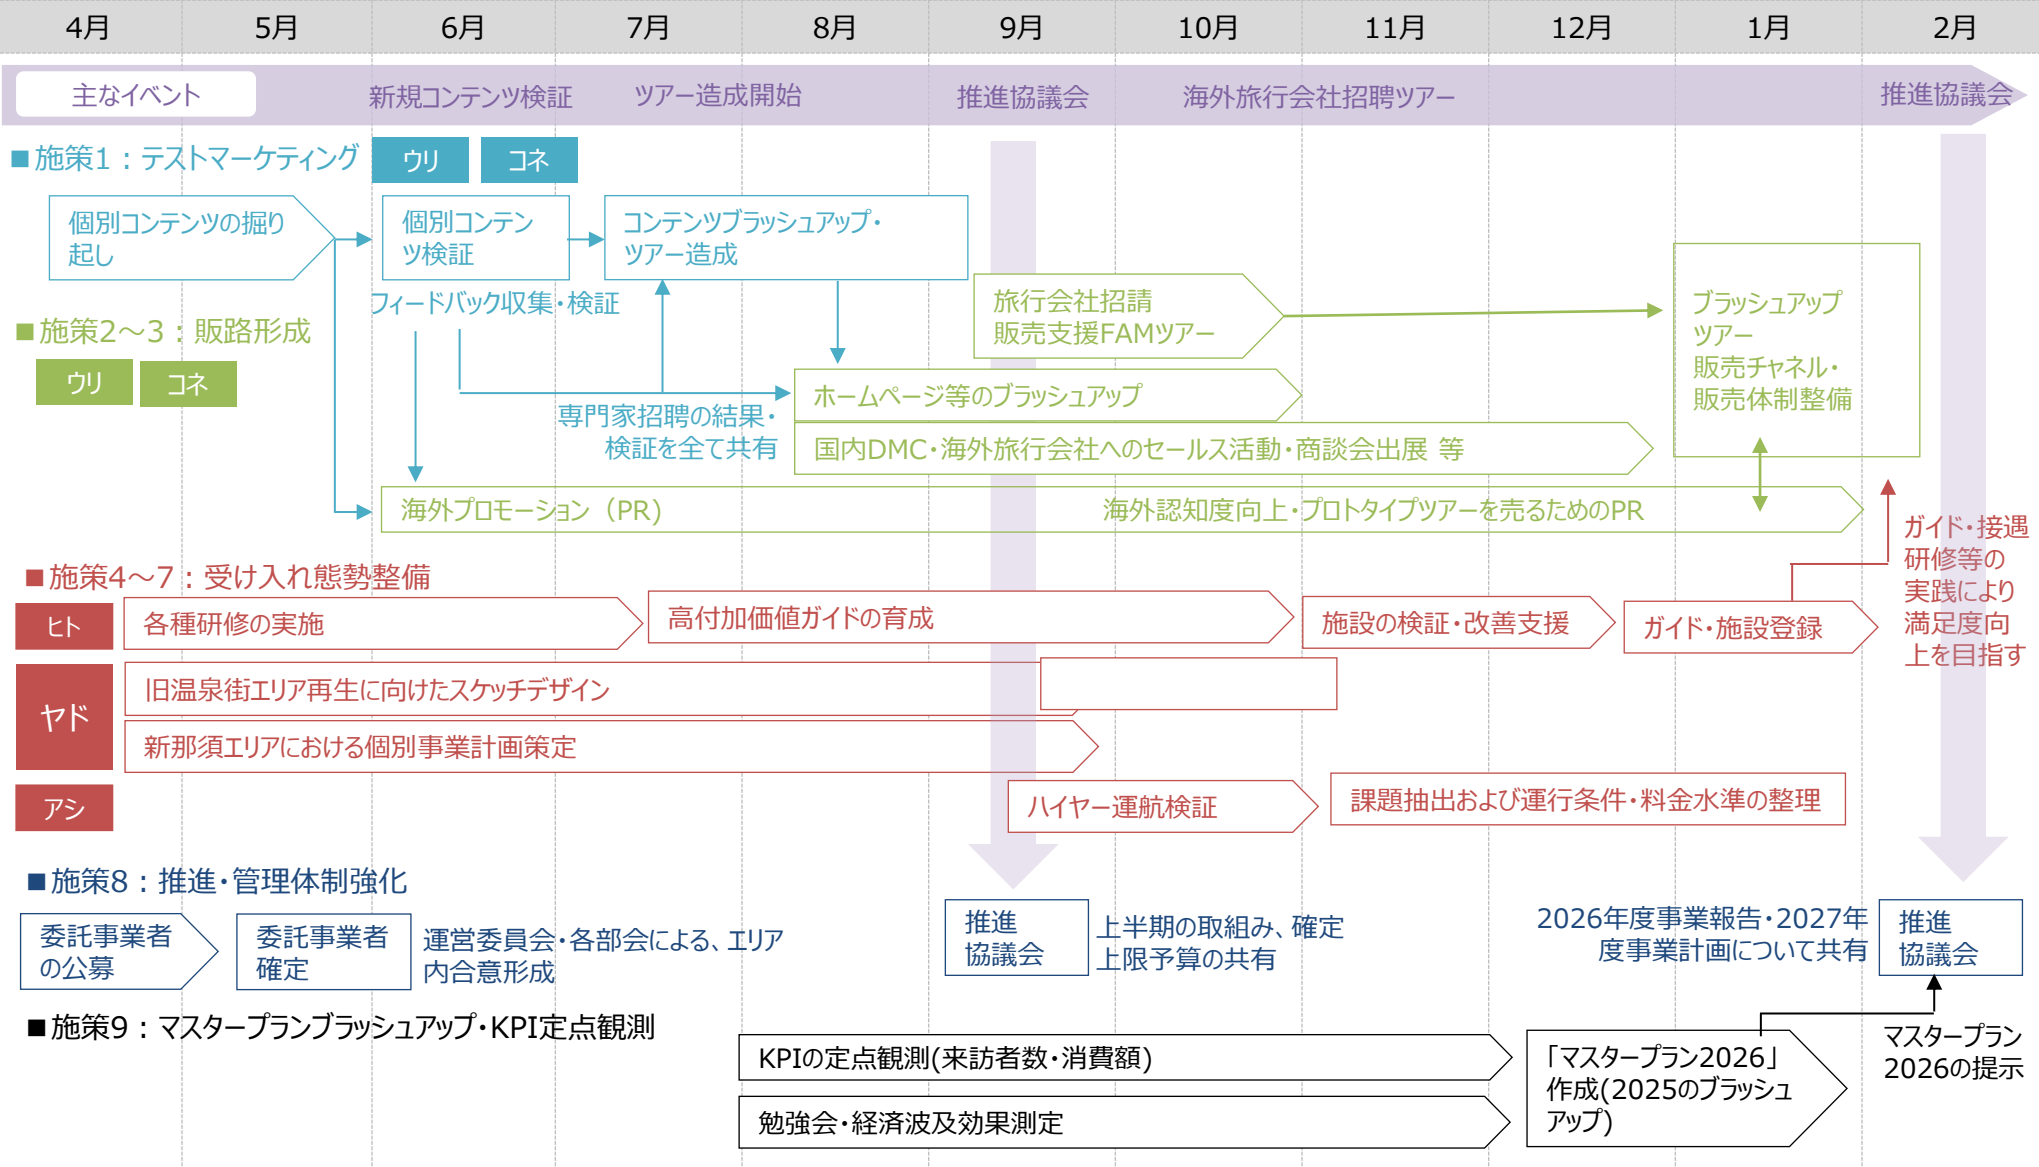 4月
5月
6月
7月
8月
9月
10月
11月
12月
1月
2月
主なイベント
新規コンテンツ検証
ツアー造成開始
推進協議会
海外旅行会社招聘ツアー
推進協議会
■施策1：テストマーケティング
ウリ
コネ
個別コンテンツの掘り
起し
個別コンテン
ツ検証
コンテンツブラッシュアップ・
ツアー造成
フィードバック収集・検証
■施策2～3：販路形成
ウリ
コネ
旅行会社招請
販売支援FAMツアー
ブラッシュアップ
ツアー
販売チャネル・
販売体制整備
ホームページ等のブラッシュアップ
専門家招聘の結果・
検証を全て共有
国内DMC・海外旅行会社へのセールス活動・商談会出展 等
海外プロモーション（PR）
海外認知度向上・プロトタイプツアーを売るためのPR
ガイド・接遇
研修等の
実践により
満足度向
上を目指す
■施策4～7：受け入れ態勢整備
ヒト
各種研修の実施
高付加価値ガイドの育成
施設の検証・改善支援
ガイド・施設登録
ヤド
旧温泉街エリア再生に向けたスケッチデザイン
新那須エリアにおける個別事業計画策定
アシ
ハイヤー運航検証
課題抽出および運行条件・料金水準の整理
■施策8：推進・管理体制強化
委託事業者
の公募
委託事業者
確定
運営委員会・各部会による、エリア
内合意形成
推進
協議会
上半期の取組み、確定
上限予算の共有
2026年度事業報告・2027年
度事業計画について共有
推進
協議会
■施策9：マスタープランブラッシュアップ・KPI定点観測
KPIの定点観測(来訪者数・消費額)
勉強会・経済波及効果測定
「マスタープラン2026」
作成(2025のブラッシュ
アップ)
マスタープラン
2026の提示